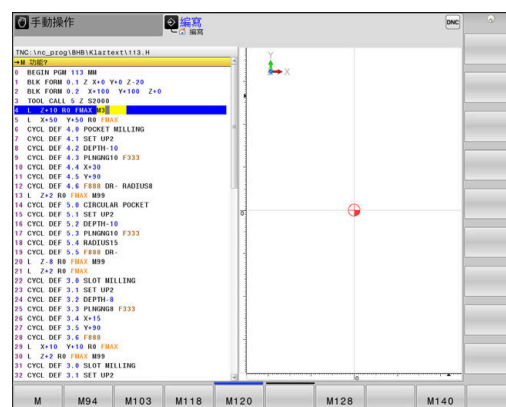 手動操作
編寫
編寫
DNC
TNC:\nc_prog\BHB\Klartext\113.H
→M 功能?
0 BEGIN PGM 113 MM
1 BLK FORM 0.1 Z X+0 Y+0 Z-20
2 BLK FORM 0.2 X+100 Y+100 Z+0
3 TOOL CALL 5 Z S2000
4 L Z+10 R0 FMAX M3
5 L X+50 Y+50 R0 FMAX
6 CYCL DEF 4.0 POCKET MILLING
7 CYCL DEF 4.1 SET UP2
8 CYCL DEF 4.2 DEPTH-10
9 CYCL DEF 4.3 PLNGNG10 F333
10 CYCL DEF 4.4 X+30
11 CYCL DEF 4.5 Y+90
12 CYCL DEF 4.6 F888 DR- RADIUS8
13 L Z+2 R0 FMAX M99
14 CYCL DEF 5.0 CIRCULAR POCKET
15 CYCL DEF 5.1 SET UP2
16 CYCL DEF 5.2 DEPTH-10
17 CYCL DEF 5.3 PLNGNG10 F333
18 CYCL DEF 5.4 RADIUS15
19 CYCL DEF 5.5 F888 DR-
20 L Z-8 R0 FMAX M99
21 L Z+2 R0 FMAX
22 CYCL DEF 3.0 SLOT MILLING
23 CYCL DEF 3.1 SET UP2
24 CYCL DEF 3.2 DEPTH-8
25 CYCL DEF 3.3 PLNGNG8 F333
26 CYCL DEF 3.4 X+15
27 CYCL DEF 3.5 Y+90
28 CYCL DEF 3.6 F888
29 L X+10 Y+10 R0 FMAX
30 L Z+2 R0 FMAX M99
31 CYCL DEF 3.0 SLOT MILLING
32 CYCL DEF 3.1 SET UP2
Y
X
0
0
M M94 M103 M118 M120 M128 M140